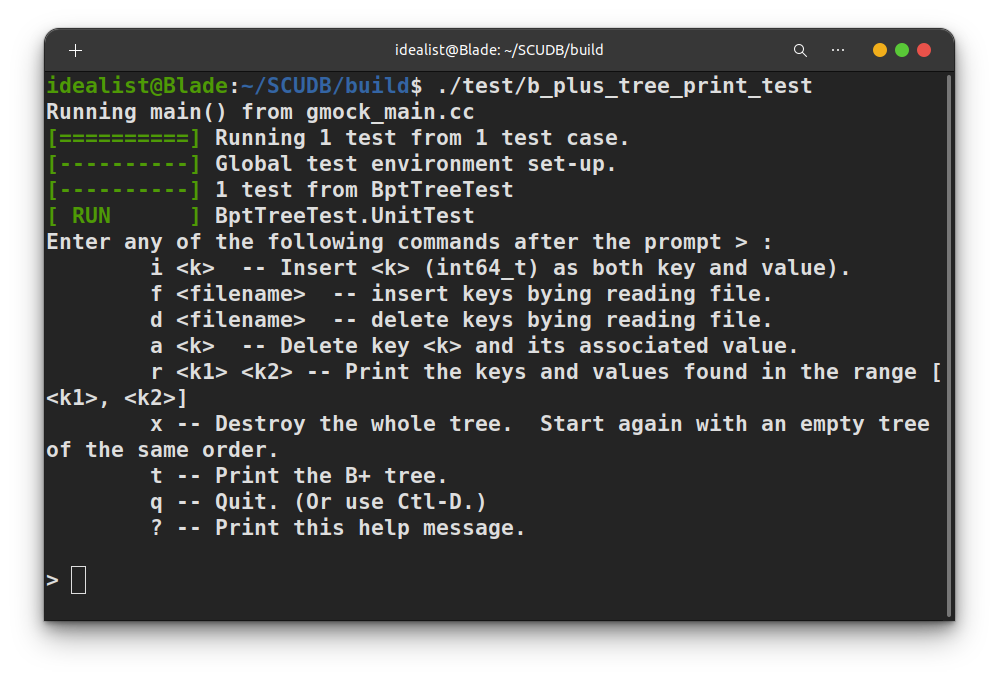 idealist@Blade: ~/SCUDB/build
idealist@Blade:~/SCUDB/build$ ./test/b_plus_tree_print_test
Running main() from gmock_main.cc
[==========] Running 1 test from 1 test case.
[----------] Global test environment set-up.
[----------] 1 test from BptTreeTest
[ RUN      ] BptTreeTest.UnitTest
Enter any of the following commands after the prompt > :
        i <k>  -- Insert <k> (int64_t) as both key and value).
        f <filename>  -- insert keys bying reading file.
        d <filename>  -- delete keys bying reading file.
        a <k>  -- Delete key <k> and its associated value.
        r <k1> <k2> -- Print the keys and values found in the range [
<k1>, <k2>]
        x -- Destroy the whole tree.  Start again with an empty tree
of the same order.
        t -- Print the B+ tree.
        q -- Quit. (Or use Ctl-D.)
        ? -- Print this help message.
>